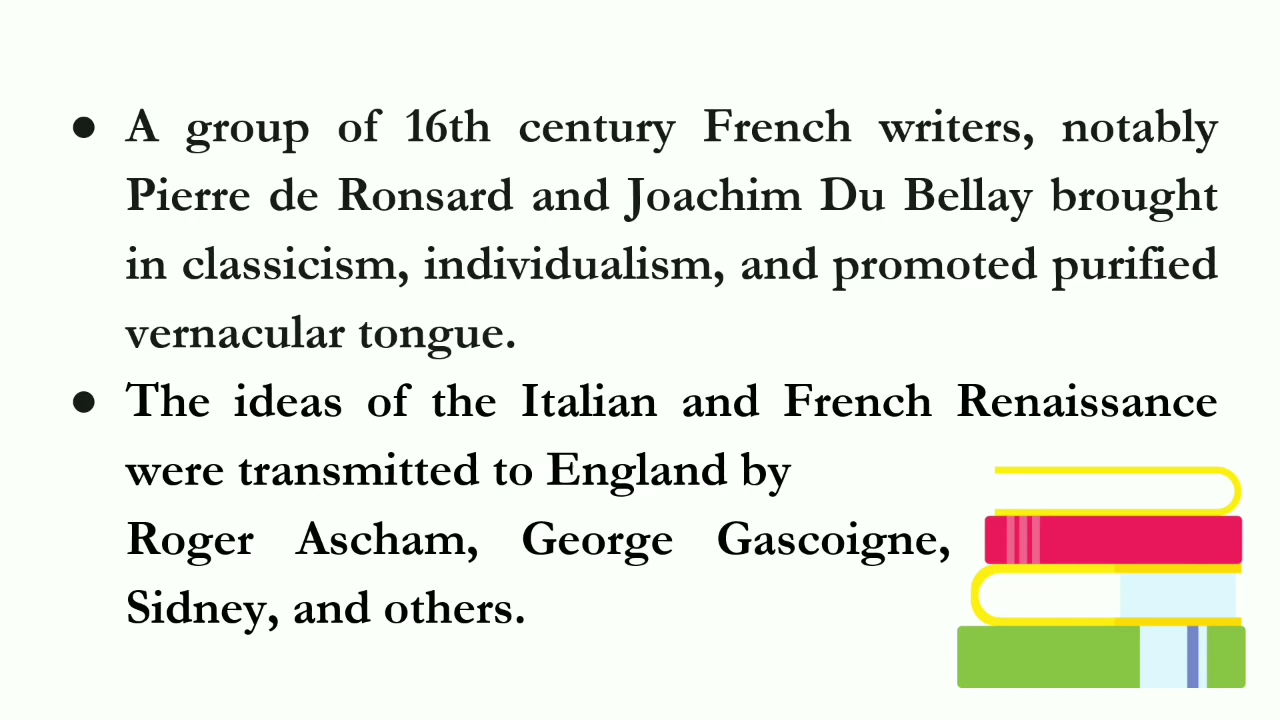 ● A group of 16th century French writers, notably
Pierre de Ronsard and Joachim Du Bellay brought
in classicism, individualism, and promoted purified
vernacular tongue.
● The ideas of the Italian and French Renaissance
were transmitted to England by
Roger Ascham, George Gascoigne,
Sidney, and others.